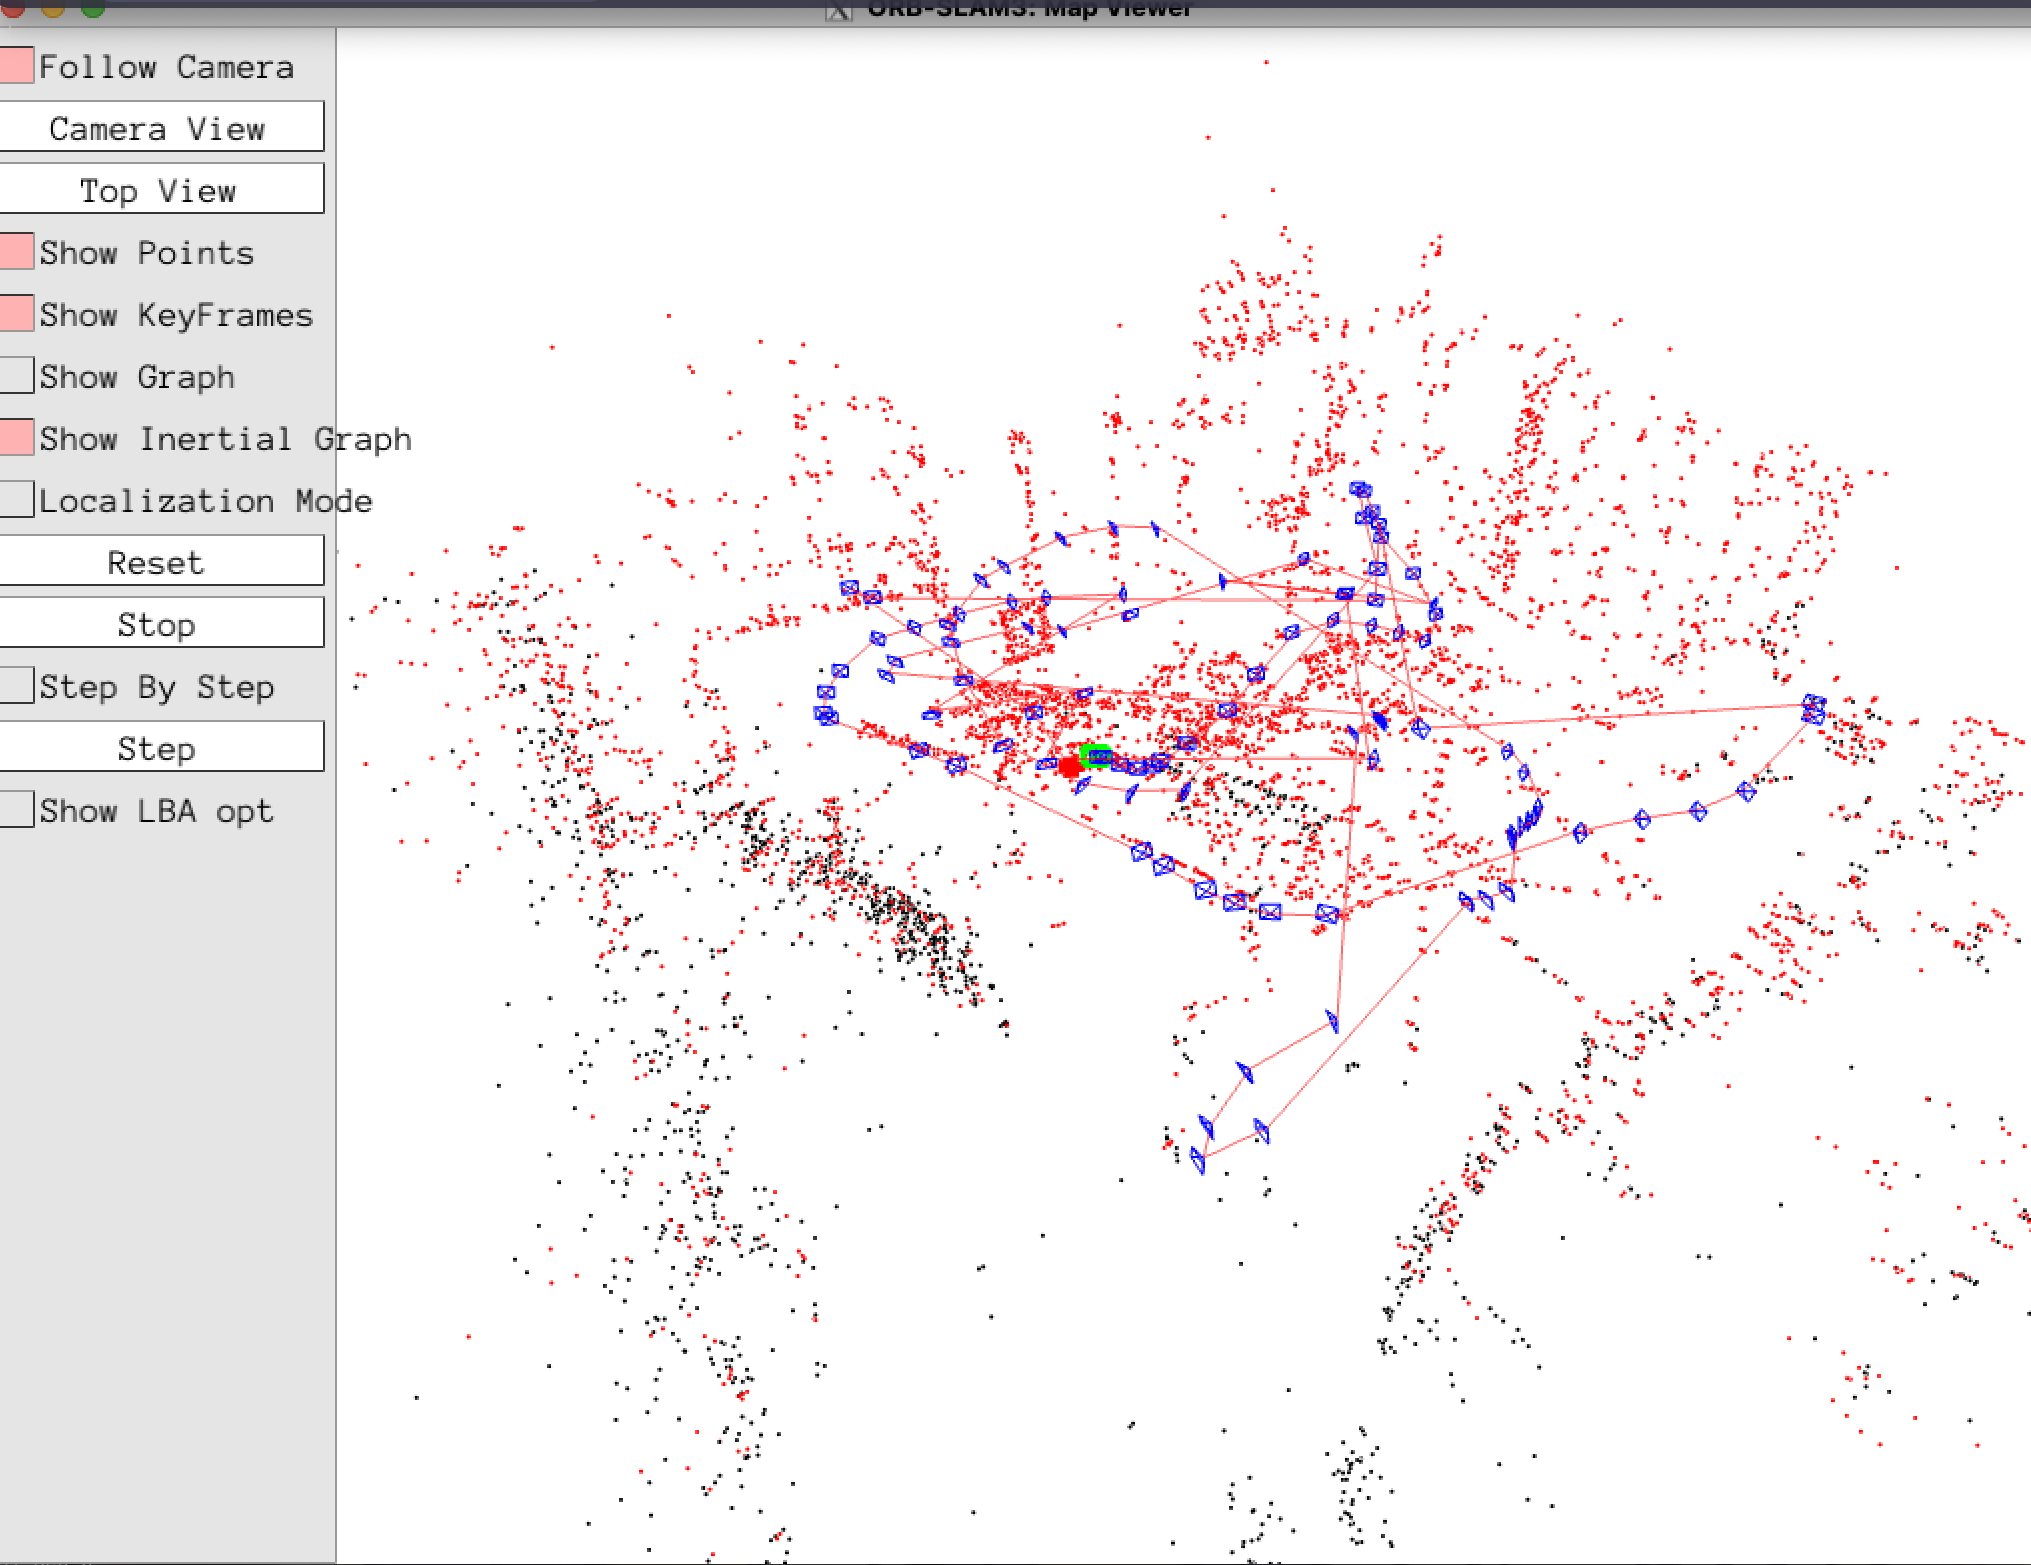 ORB-SLAM3: Map Viewer
Follow Camera
Camera View
Top View
Show Points
Show KeyFrames
Show Graph
Show Inertial Graph
Localization Mode
Reset
Stop
Step By Step
Step
Show LBA opt